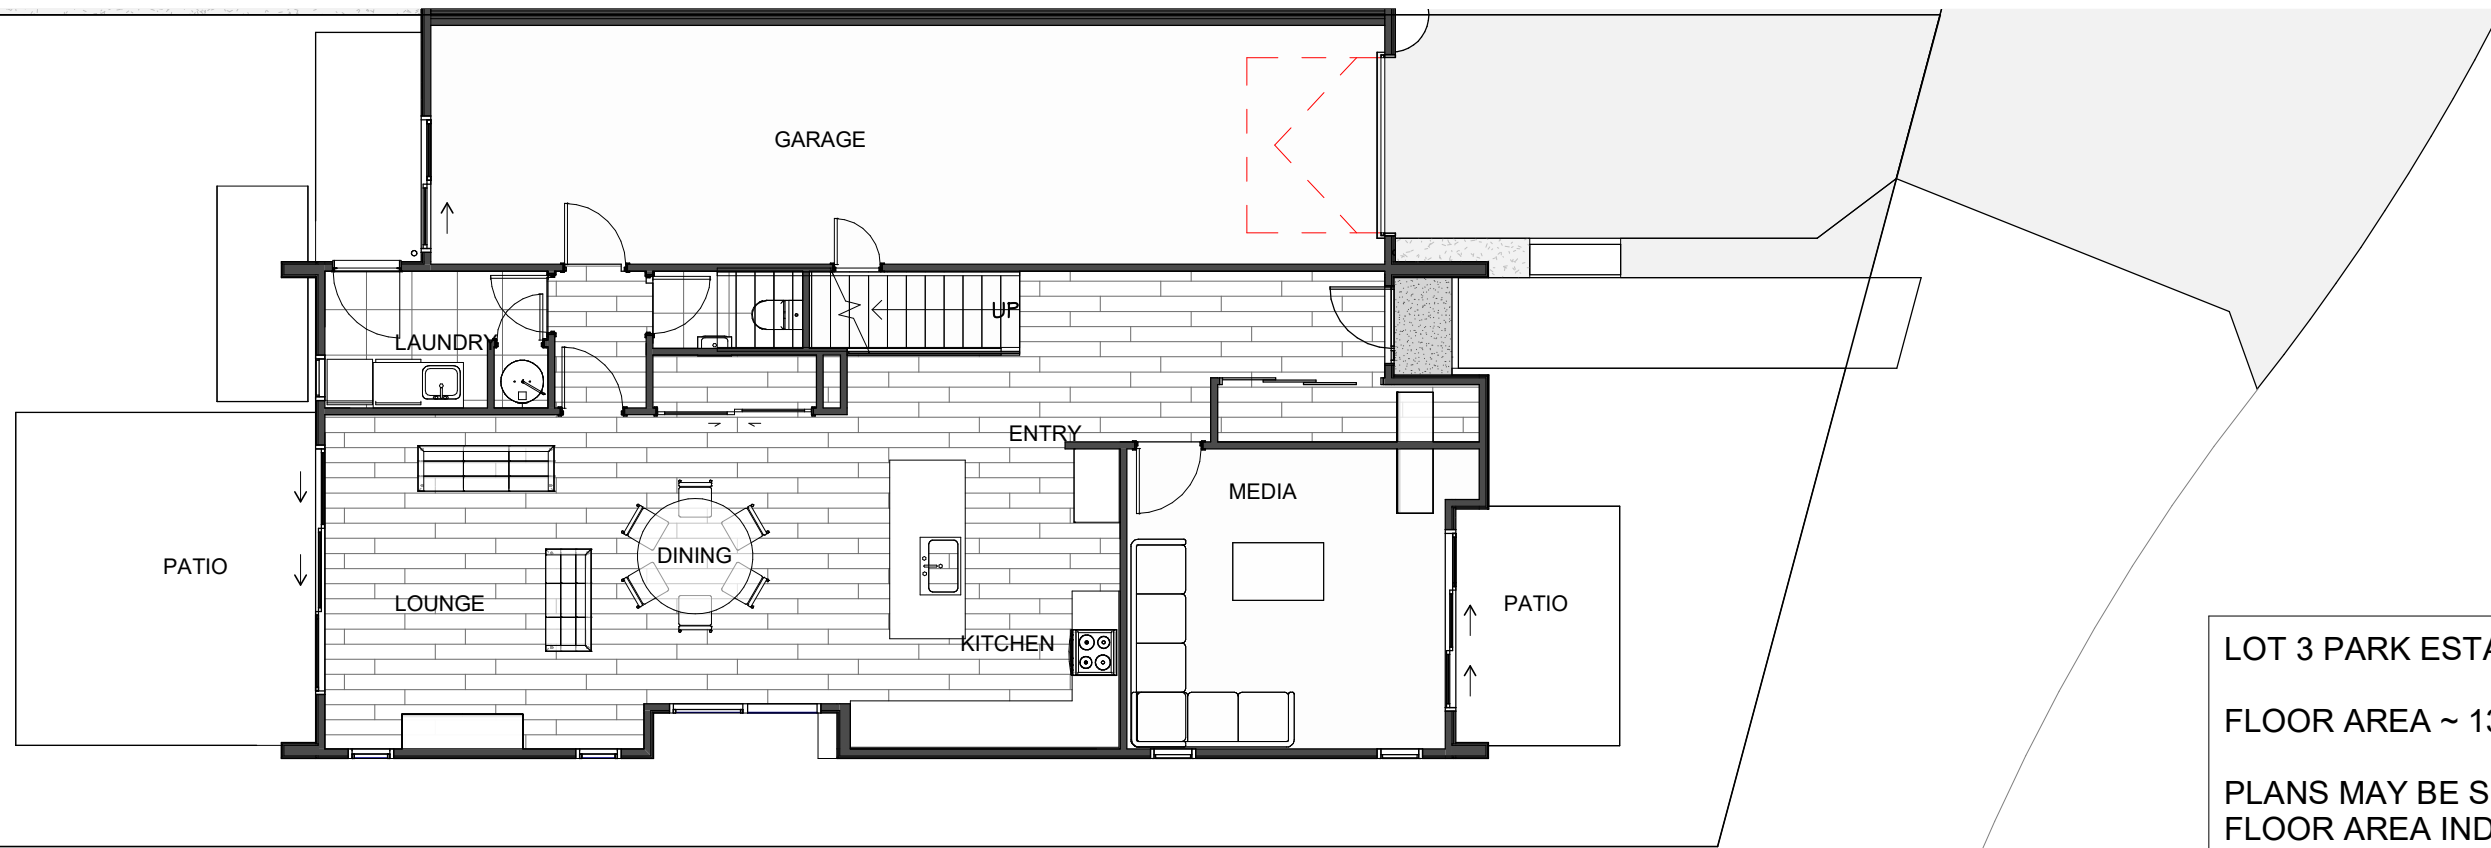 GARAGE
UP
LAUNDRY
ENTRY
MEDIA
DINING
PATIO
LOUNGE
PATIO
KITCHEN
LOT 3 PARK ESTA
FLOOR AREA ~ 13
PLANS MAY BE S
FLOOR AREA IND